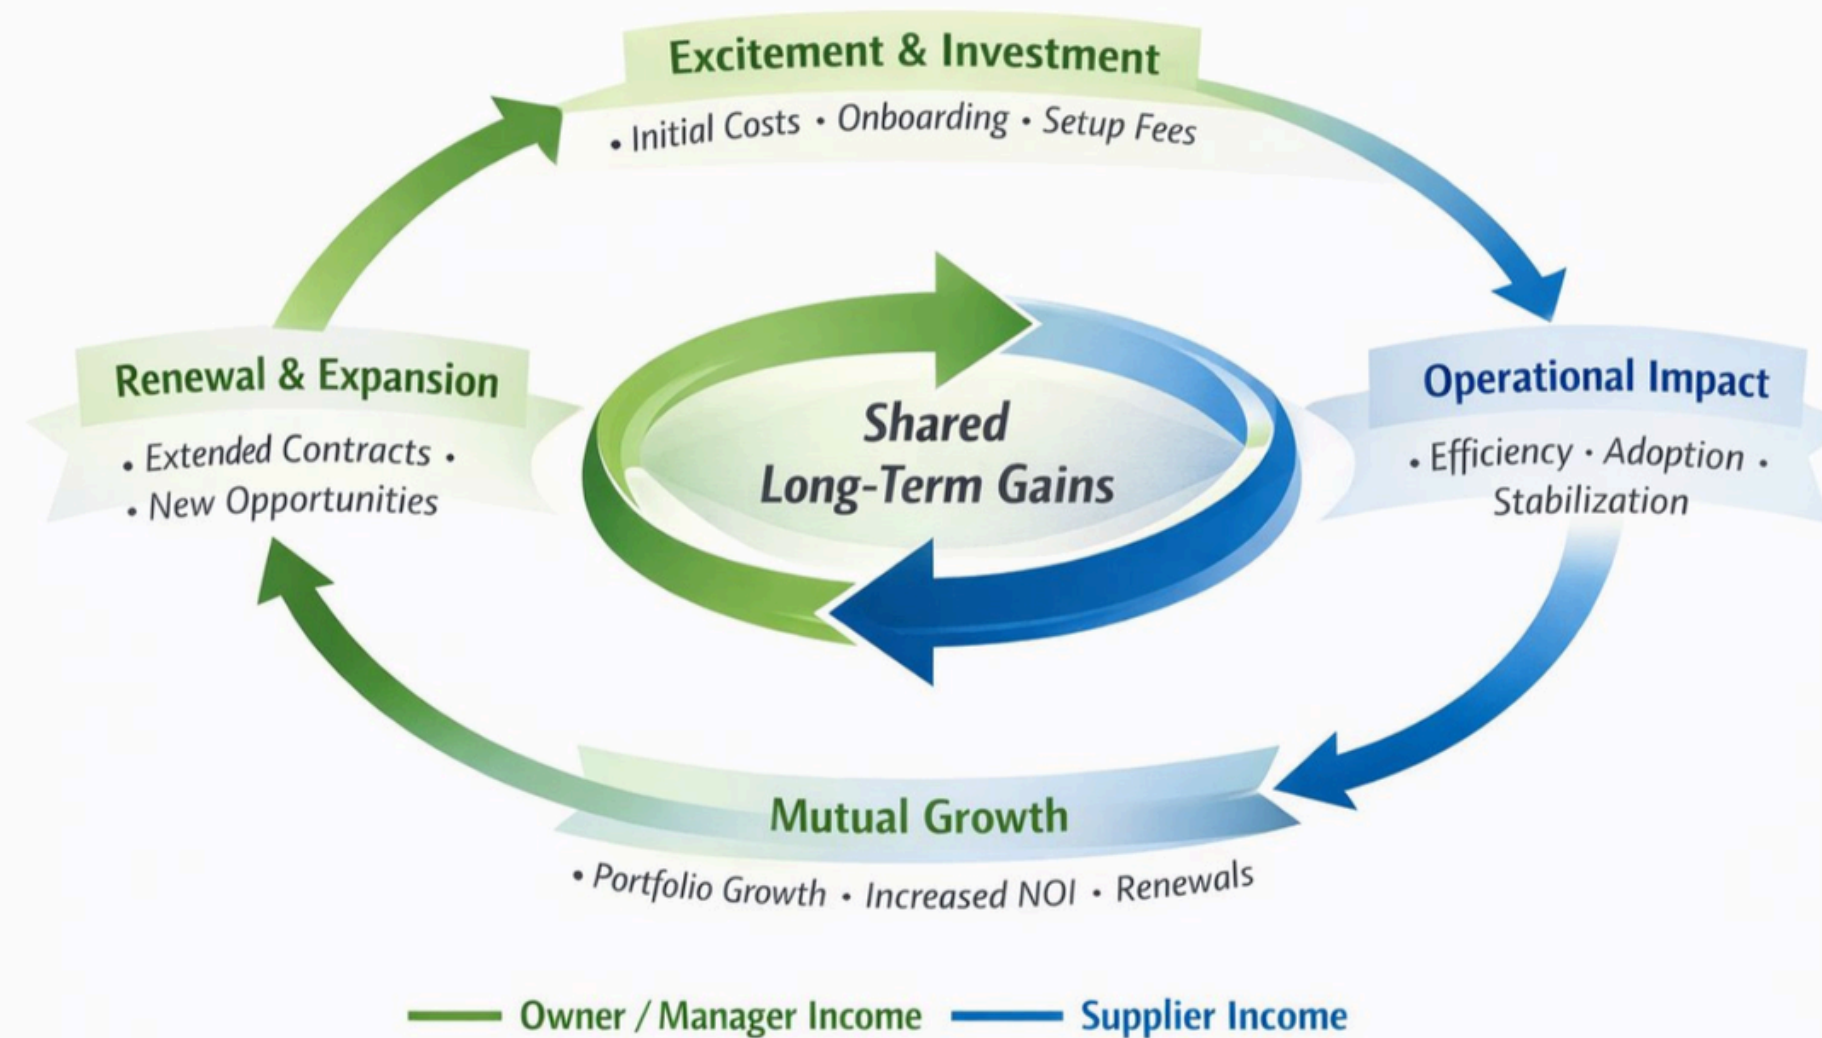 Excitement & Investment
• Initial Costs • Onboarding • Setup Fees
Renewal & Expansion
• Extended Contracts •
• New Opportunities
Shared
Long-Term Gains
Operational Impact
• Efficiency • Adoption •
Stabilization
Mutual Growth
• Portfolio Growth • Increased NOI • Renewals
Owner / Manager Income
Supplier Income